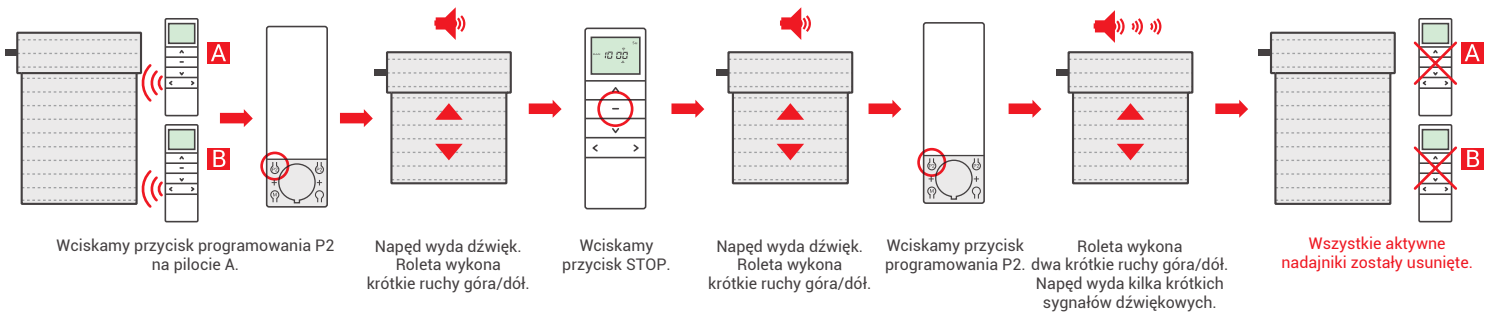 A
B
10 00
A
B
Wciskamy przycisk programowania P2
na pilocie A.
Napęd wyda dźwięk.
Roleta wykona
krótkie ruchy góra/dół.
Wciskamy
przycisk STOP.
Napęd wyda dźwięk.
Roleta wykona
krótkie ruchy góra/dół.
Wciskamy przycisk
programowania P2.
Roleta wykona
dwa krótkie ruchy góra/dół.
Napęd wyda kilka krótkich
sygnałów dźwiękowych.
Wszystkie aktywne
nadajniki zostały usunięte.